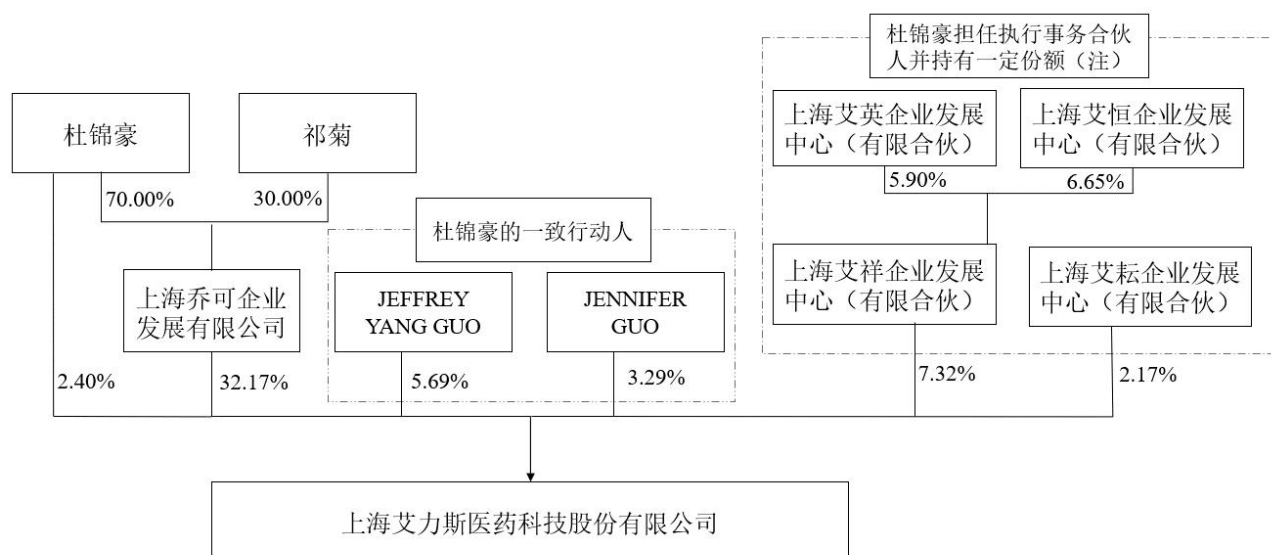 杜锦豪担任执行事务合伙
人并持有一定份额（注）
杜锦豪
祁菊
上海艾英企业发展
中心（有限合伙）
上海艾恒企业发展
中心（有限合伙）
70.00%
30.00%
5.90%
6.65%
杜锦豪的一致行动人
上海乔可企业
发展有限公司
JEFFREY
YANG GUO
JENNIFER
GUO
上海艾祥企业发展
中心（有限合伙）
上海艾耘企业发展
中心（有限合伙）
2.40%
32.17%
5.69%
3.29%
7.32%
2.17%
上海艾力斯医药科技股份有限公司